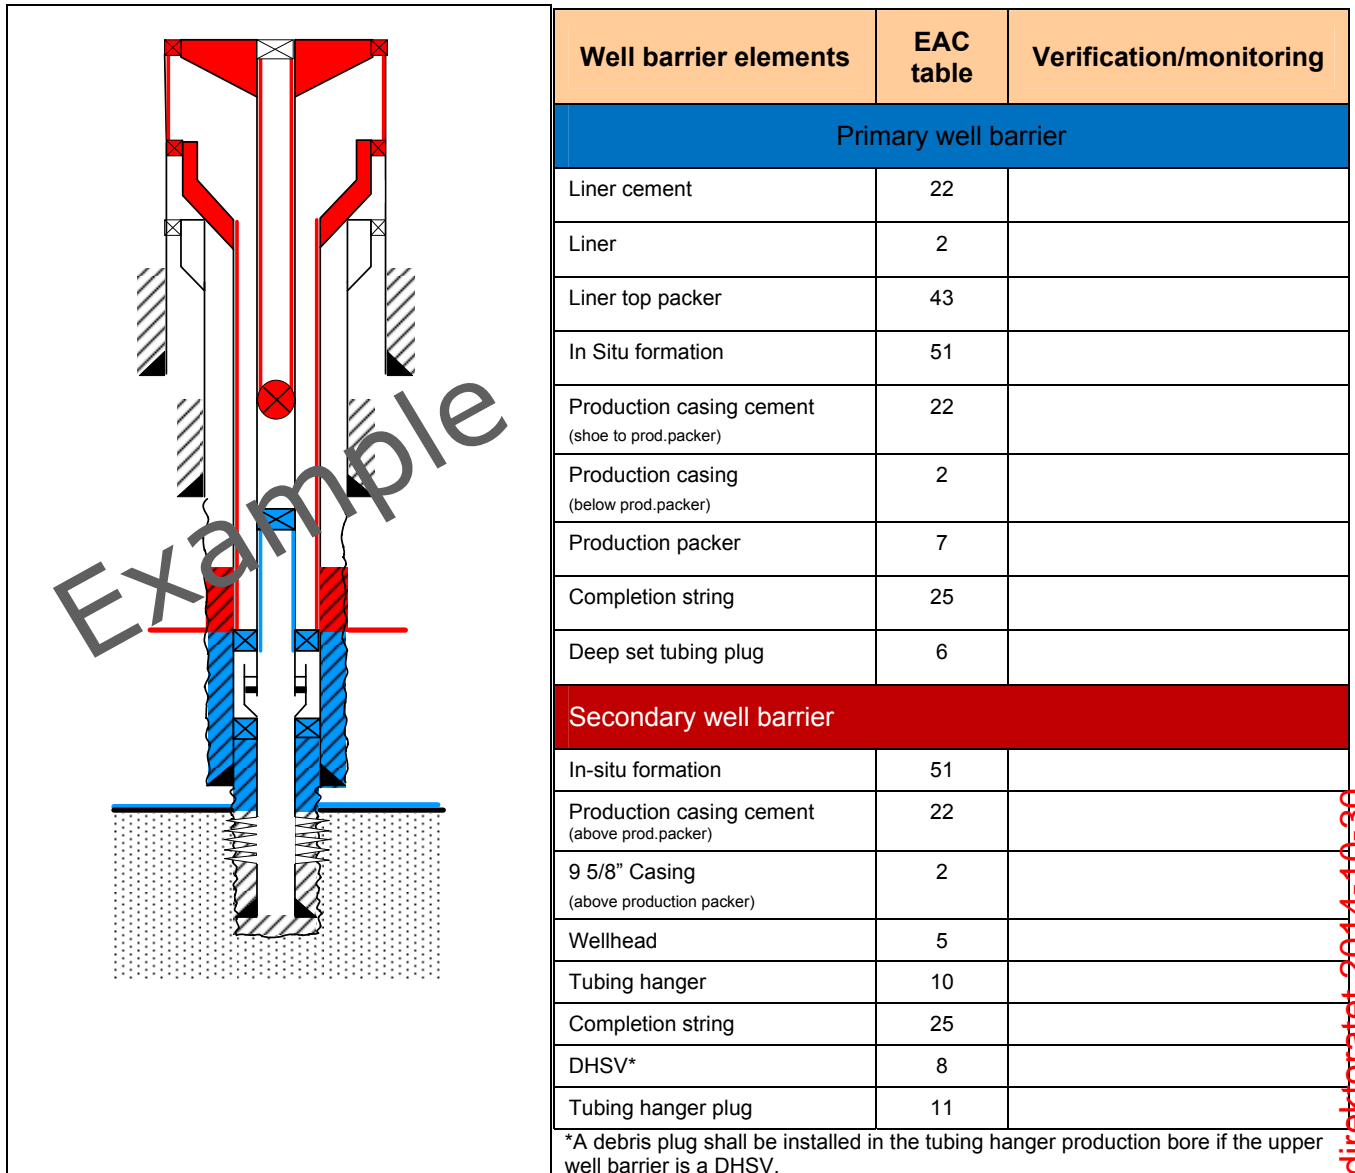 Well barrier elements EAC table Verification/monitoring
Primary well barrier
Liner cement 22
Liner 2
Liner top packer 43
In Situ formation 51
Production casing cement 22
(shoe to prod.packer)
Production casing 2
(below prod.packer)
Production packer 7
Completion string 25
Deep set tubing plug 6
Secondary well barrier
In-situ formation 51
Production casing cement 22
(above prod.packer)
9 5/8” Casing 2
(above production packer)
Wellhead 5
Tubing hanger 10
Completion string 25
DHSV* 8
Tubing hanger plug 11
*A debris plug shall be installed in the tubing hanger production bore if the upper
well barrier is a DHSV.
Example
direktoratet 2014-10-30